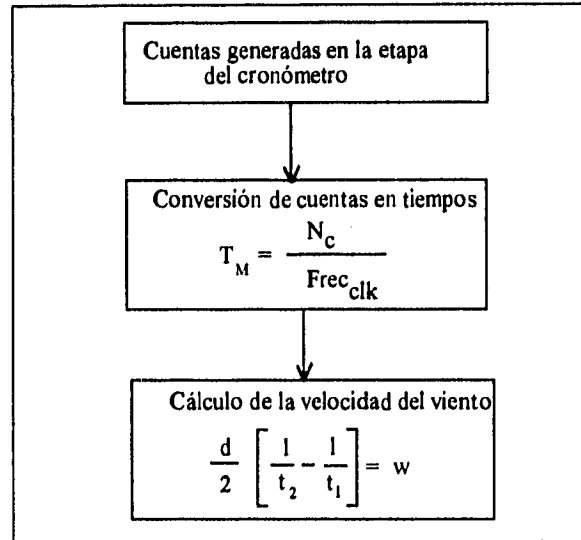 Cuentas generadas en la etapa
del cronómetro
Conversión de cuentas en tiempos
T_M = N_c / Frec_clk
Cálculo de la velocidad del viento
d/2 [ 1/t_2 - 1/t_1 ] = w